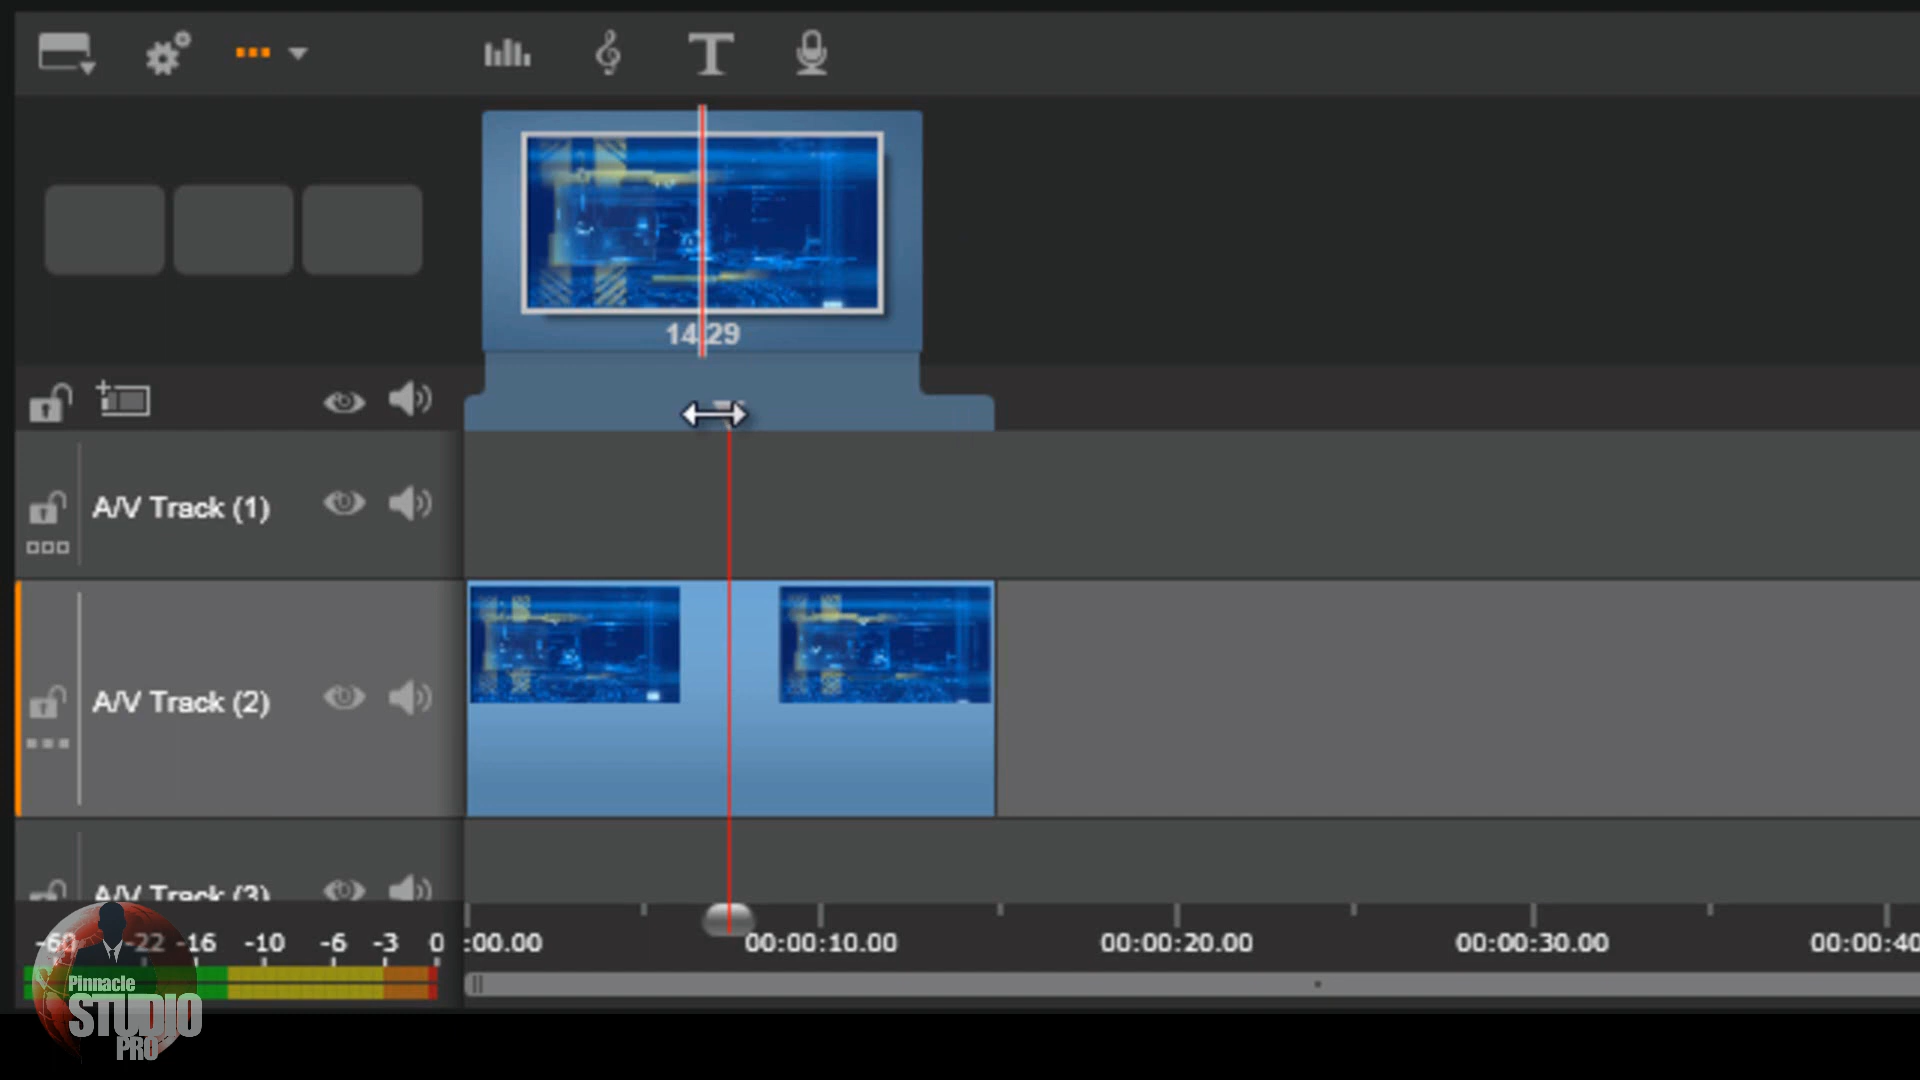 T
14.29
A/V Track (1)
A/V Track (2)
A/V Track (3)
-60 -22 -16 -10 -6 -3 0
:00.00 00:00:10.00 00:00:20.00 00:00:30.00 00:00:40
Pinnacle
STUDIO
PRO